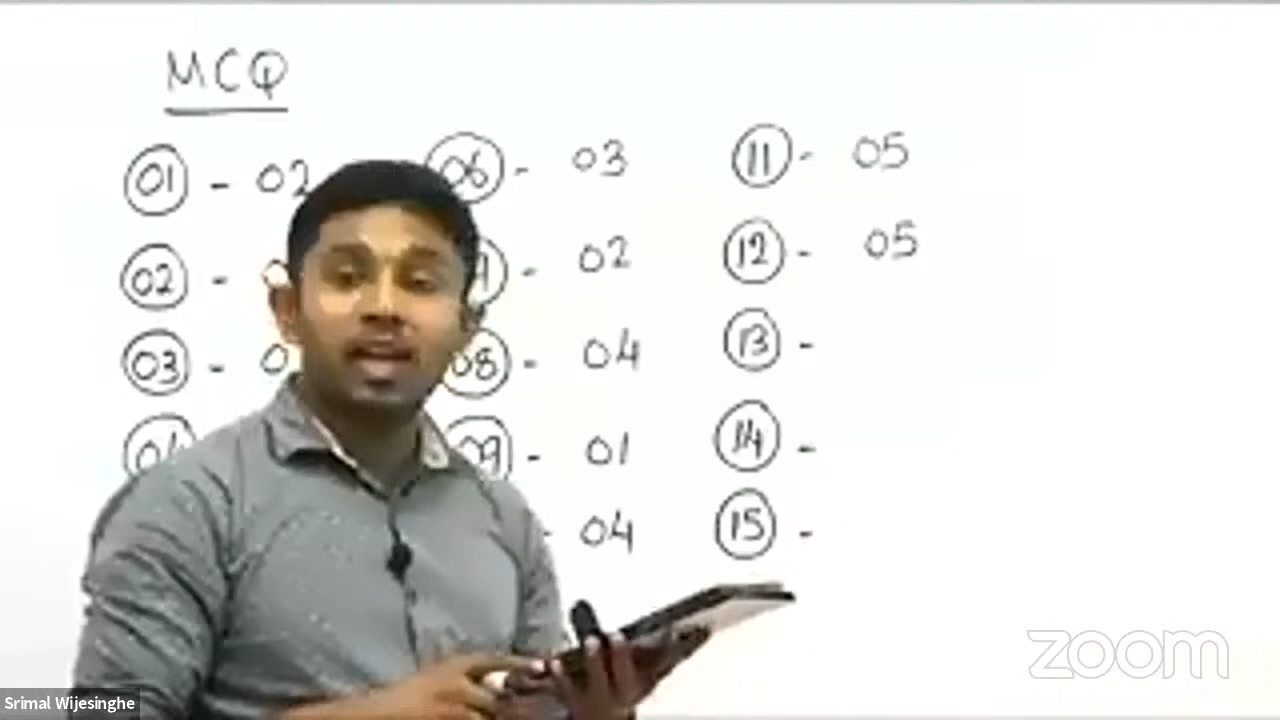 MCQ
01 - 02 06 - 03 11 - 05
02 - - 02 12 - 05
03 - 08 - 04 13 -
09 - 01 14 -
- 04 15 -
zoom
Srimal Wijesinghe